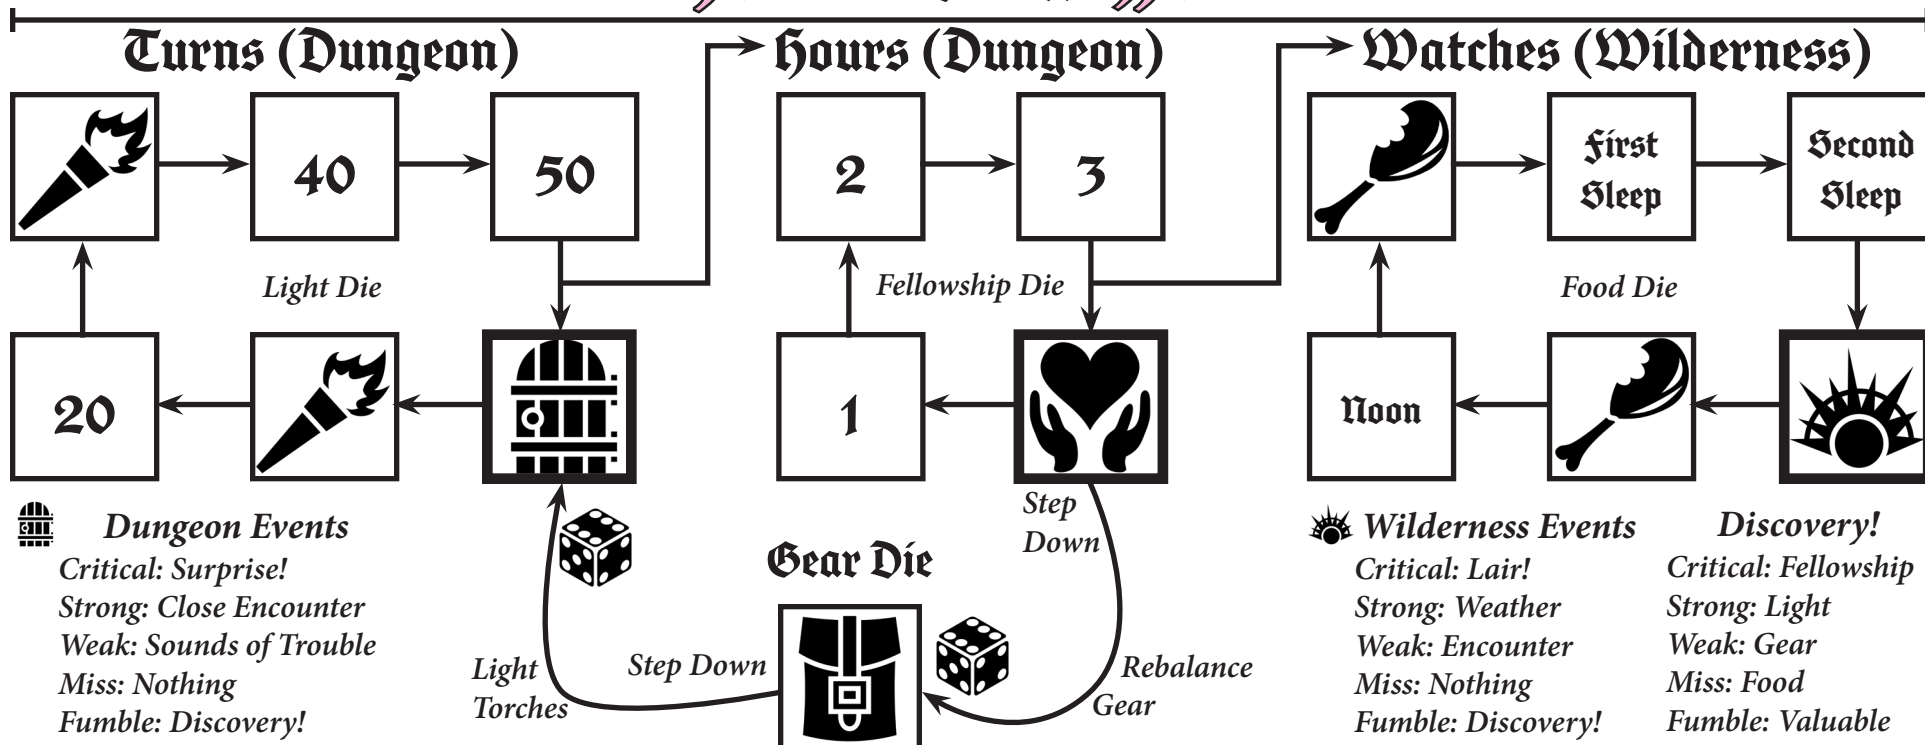 Turns (Dungeon)
Hours (Dungeon)
Watches (Wilderness)
40
50
2
3
First
Sleep
Second
Sleep
Light Die
Fellowship Die
Food Die
20
1
Noon
Dungeon Events
Critical: Surprise!
Strong: Close Encounter
Weak: Sounds of Trouble
Miss: Nothing
Fumble: Discovery!
Light
Torches
Step Down
Gear Die
Step
Down
Rebalance
Gear
Wilderness Events
Critical: Lair!
Strong: Weather
Weak: Encounter
Miss: Nothing
Fumble: Discovery!
Discovery!
Critical: Fellowship
Strong: Light
Weak: Gear
Miss: Food
Fumble: Valuable